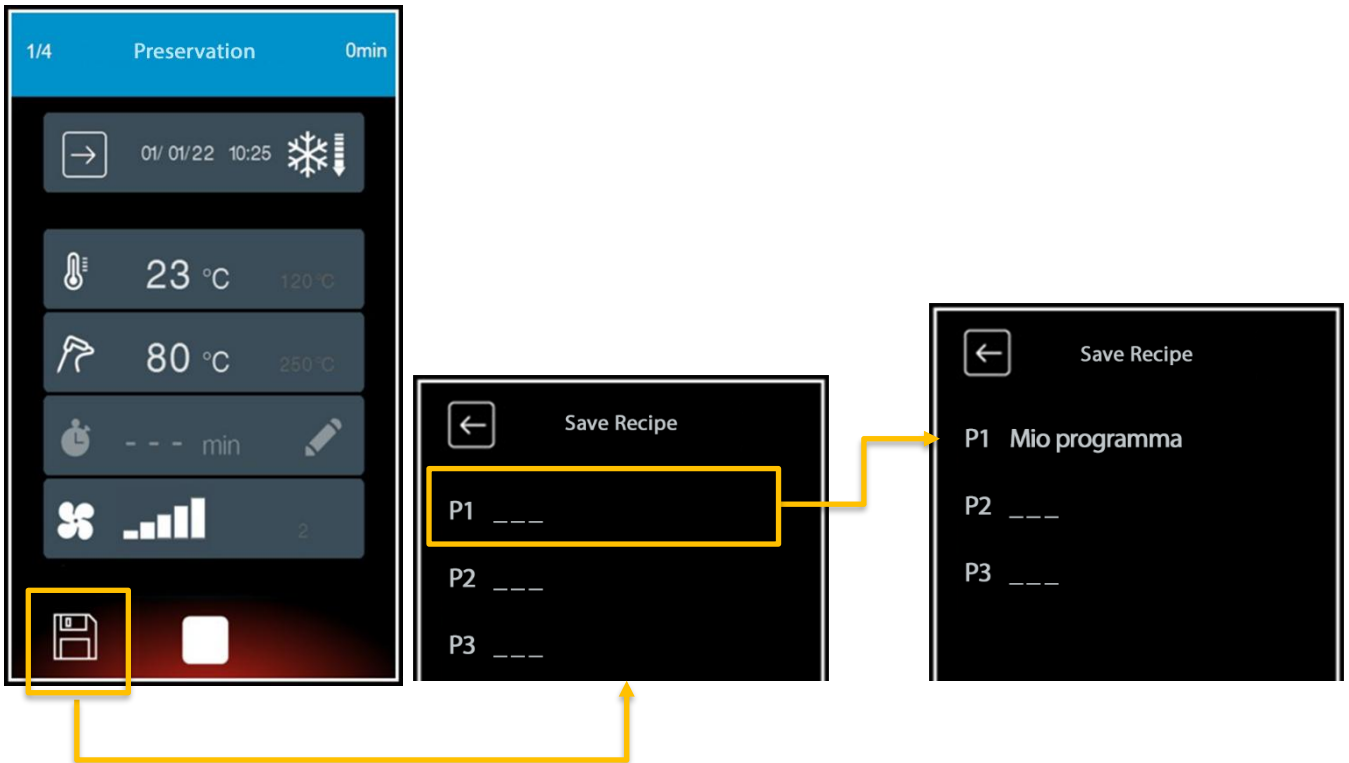 1/4 Preservation 0min
01/ 01/22 10:25
23 °C 120 °C
80 °C 250 °C
- - - min
2
Save Recipe
P1 _ _ _
P2 _ _ _
P3 _ _ _
Save Recipe
P1 Mio programma
P2 _ _ _
P3 _ _ _